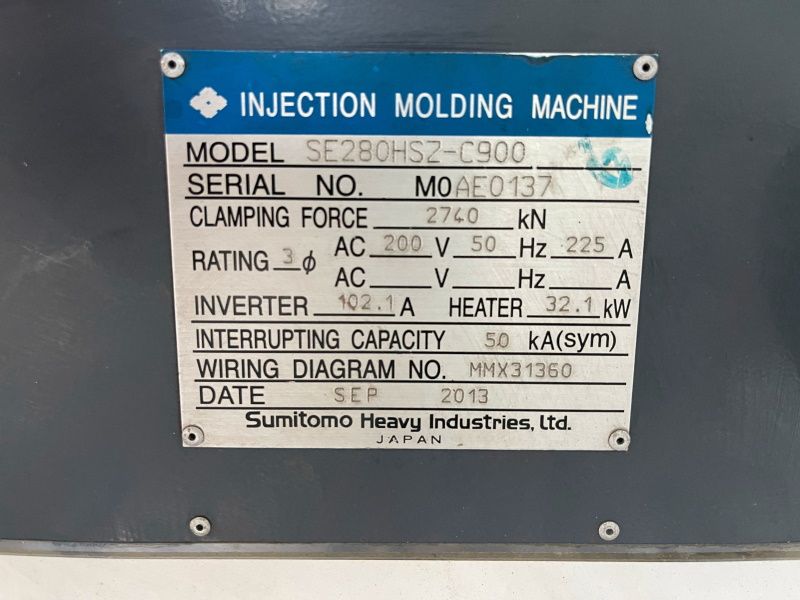 INJECTION MOLDING MACHINE
MODEL SE280HSZ-C900
SERIAL NO. M0AE0137
CLAMPING FORCE 2740 kN
RATING 3 ϕ AC 200 V 50 Hz 225 A
AC V Hz A
INVERTER 102.1 A HEATER 32.1 kW
INTERRUPTING CAPACITY 50 kA(sym)
WIRING DIAGRAM NO. MMX31360
DATE SEP 2013
Sumitomo Heavy Industries, Ltd.
JAPAN